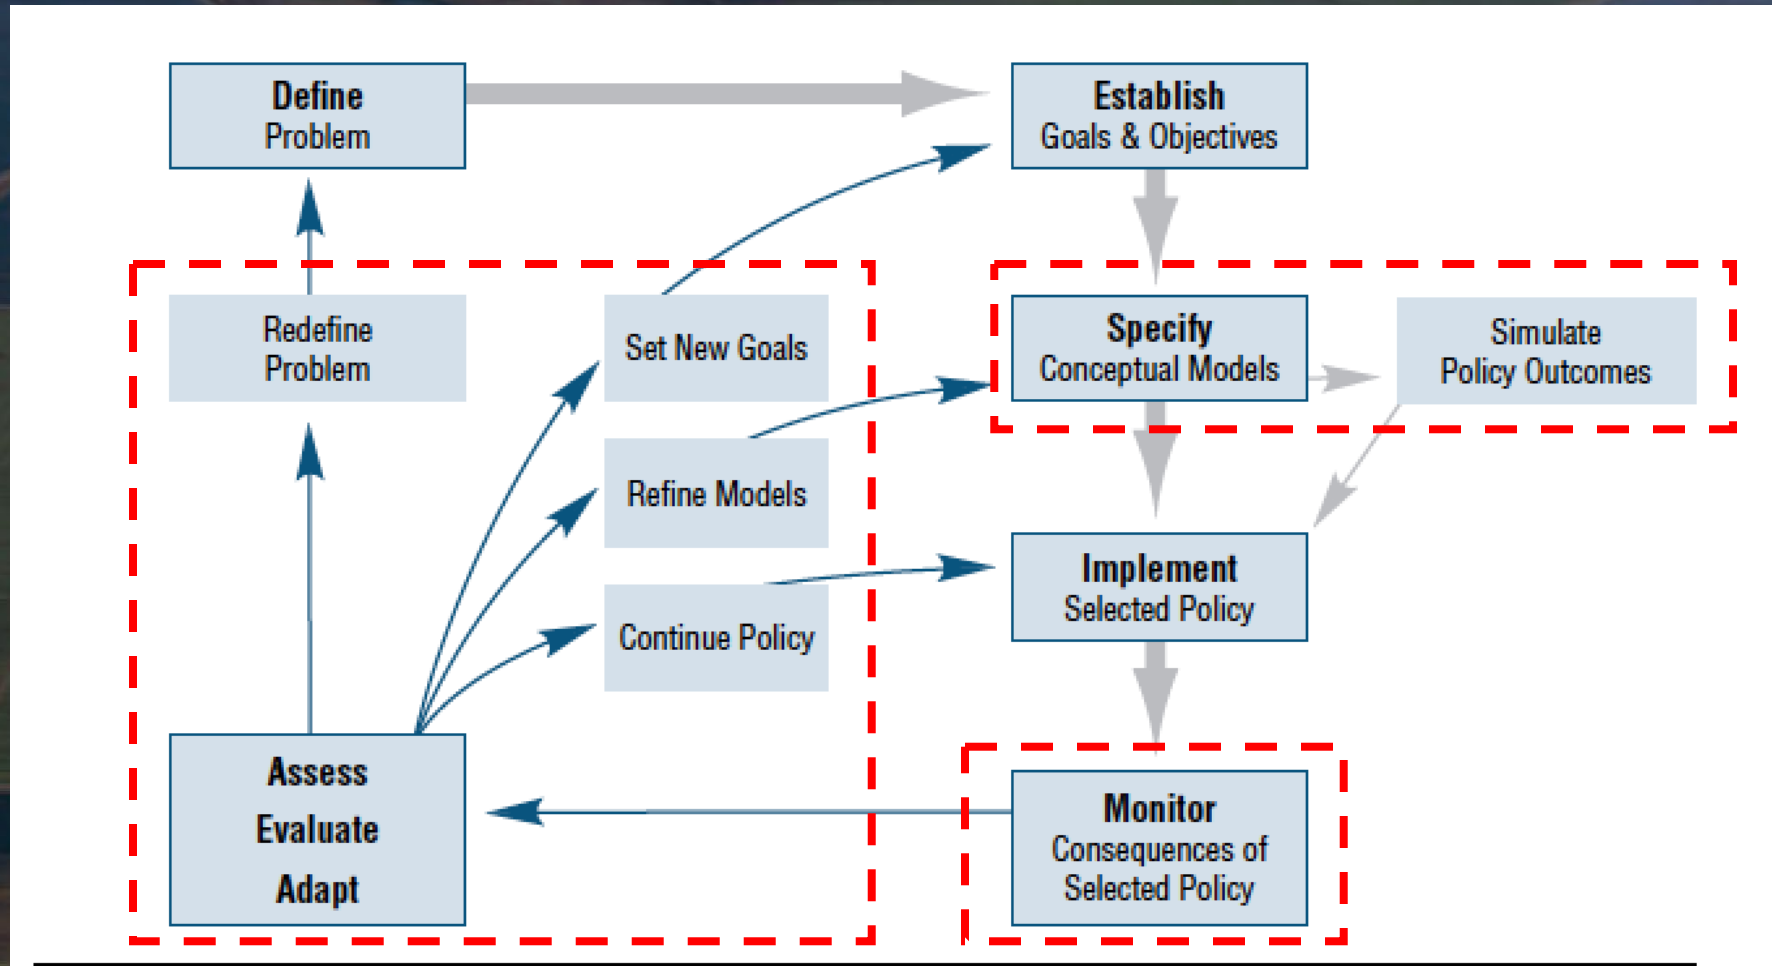 Define
Problem
Establish
Goals & Objectives
Redefine
Problem
Set New Goals
Specify
Conceptual Models
Simulate
Policy Outcomes
Refine Models
Implement
Selected Policy
Continue Policy
Assess
Evaluate
Adapt
Monitor
Consequences of
Selected Policy